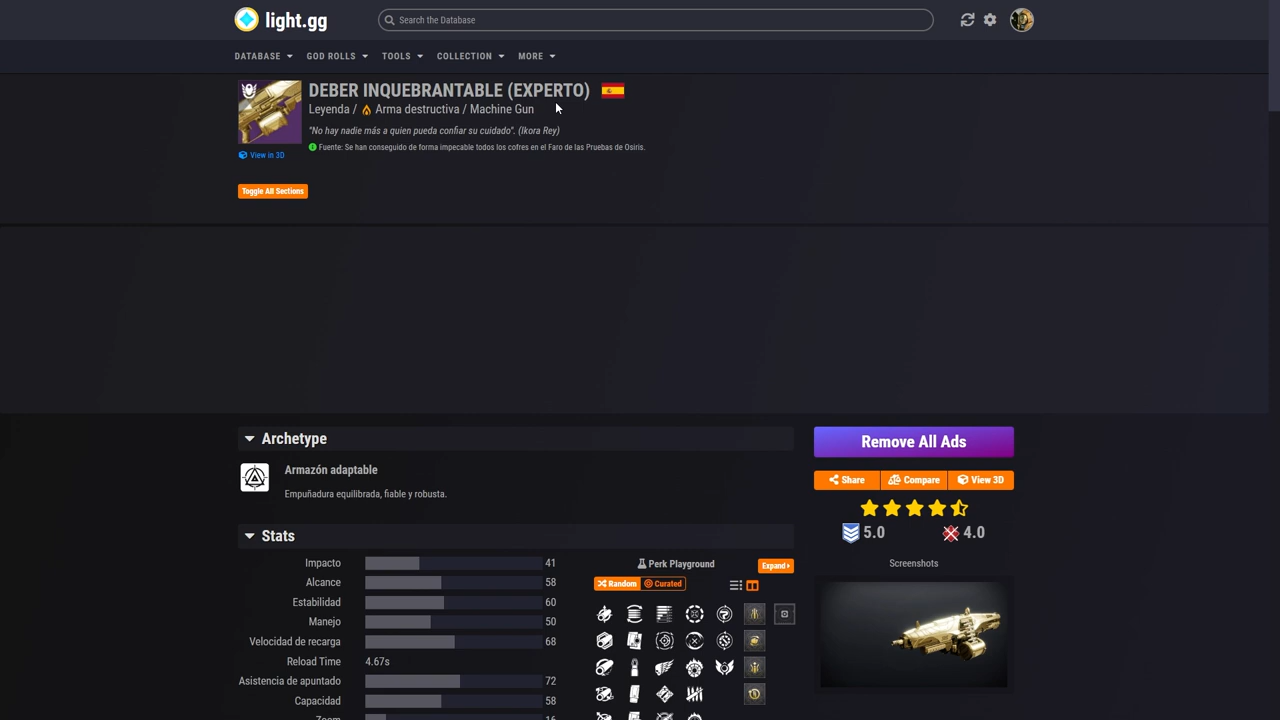 light.gg
Search the Database
DATABASE GOD ROLLS TOOLS COLLECTION MORE
DEBER INQUEBRANTABLE (EXPERTO)
Leyenda / Arma destructiva / Machine Gun
"No hay nadie más a quien pueda confiar su cuidado". (Ikora Rey)
View in 3D
Fuente: Se han conseguido de forma impecable todos los cofres en el Faro de las Pruebas de Osiris.
Toggle All Sections
Archetype
Armazón adaptable
Empuñadura equilibrada, fiable y robusta.
Stats
Impacto 41
Alcance 58
Estabilidad 60
Manejo 50
Velocidad de recarga 68
Reload Time 4.67s
Asistencia de apuntado 72
Capacidad 58
Zoom 16
Perk Playground
Expand
Random Curated
Remove All Ads
Share Compare View 3D
5.0 4.0
Screenshots